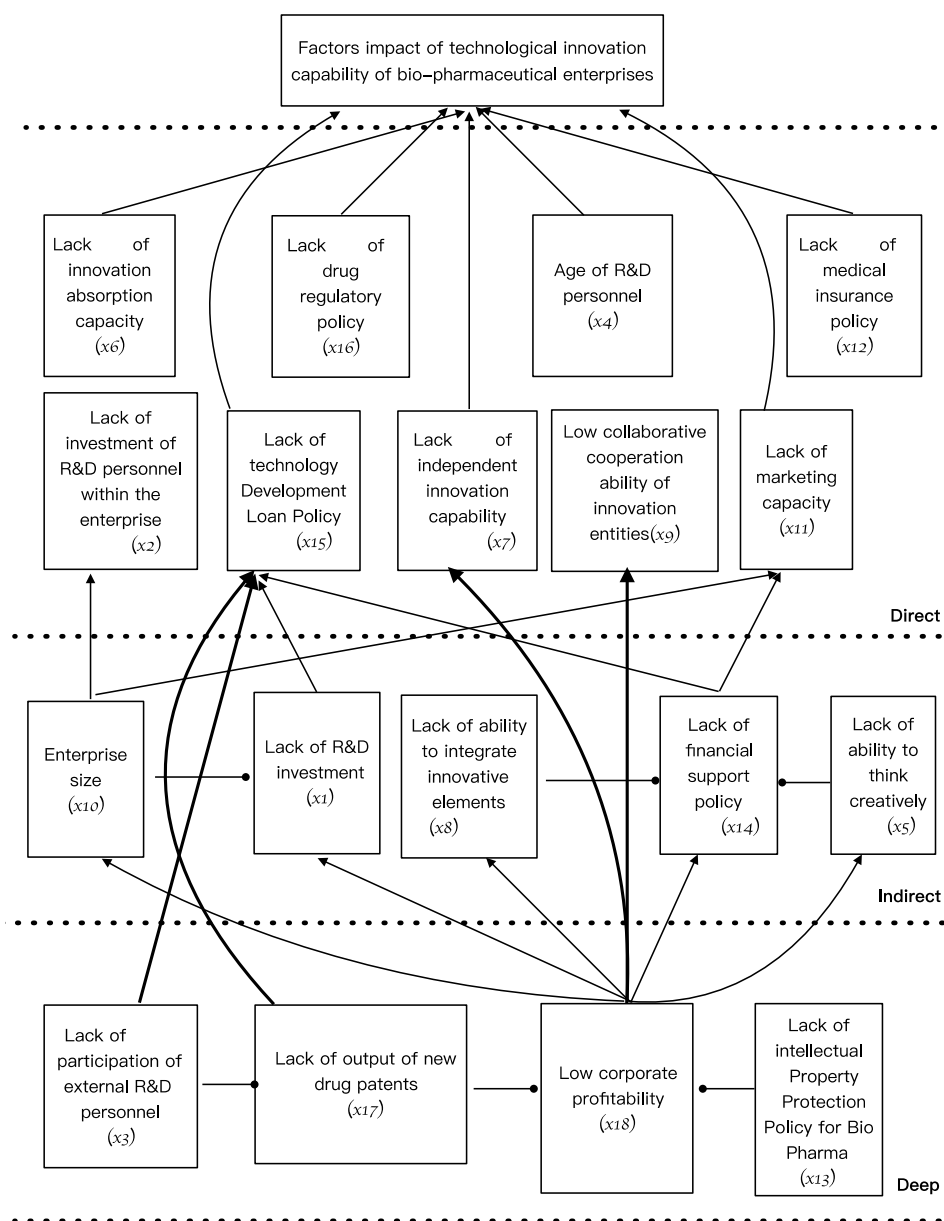 Factors impact of technological innovation
capability of bio-pharmaceutical enterprises
Lack of
innovation
absorption
capacity
(x6)
Lack of
drug
regulatory
policy
(x16)
Age of R&D
personnel
(x4)
Lack of
medical
insurance
policy
(x12)
Lack of
investment of
R&D personnel
within the
enterprise
(x2)
Lack of
technology
Development
Loan Policy
(x15)
Lack of
independent
innovation
capability
(x7)
Low collaborative
cooperation
ability of
innovation
entities(x9)
Lack of
marketing
capacity
(x11)
Direct
Enterprise
size
(x10)
Lack of R&D
investment
(x1)
Lack of ability
to integrate
innovative
elements
(x8)
Lack of
financial
support
policy
(x14)
Lack of
ability to
think
creatively
(x5)
Indirect
Lack of
participation of
external R&D
personnel
(x3)
Lack of output of new
drug patents
(x17)
Low corporate
profitability
(x18)
Lack of
intellectual
Property
Protection
Policy for Bio
Pharma
(x13)
Deep